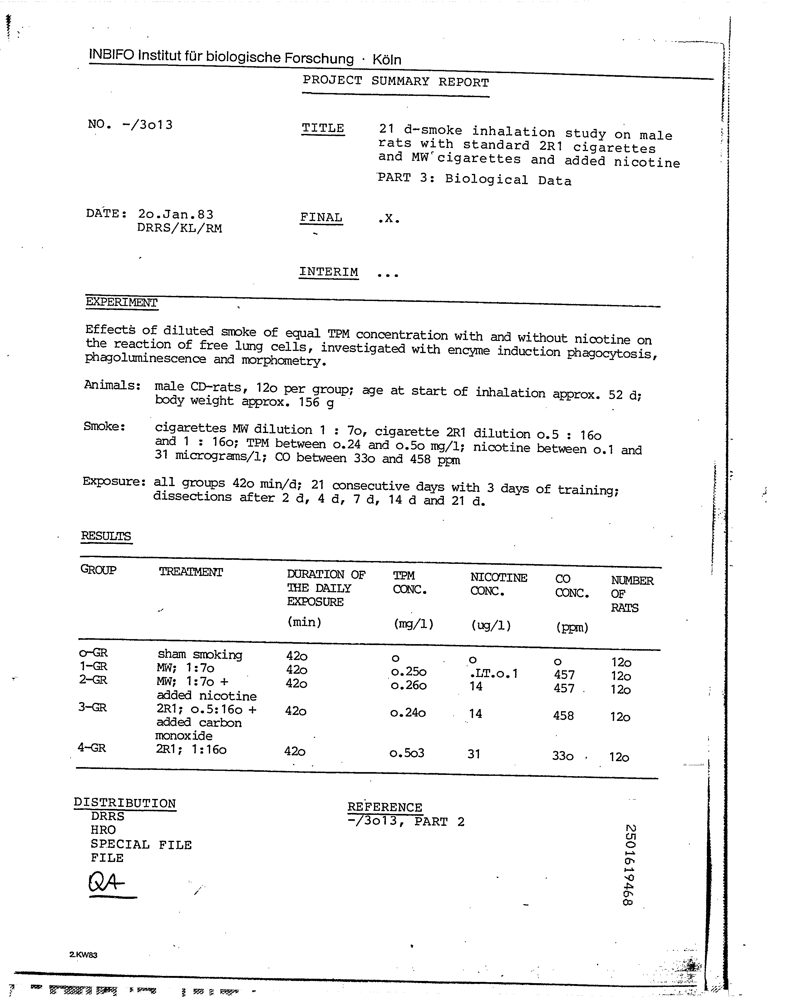 INBIFO Institut für biologische Forschung · Köln
PROJECT SUMMARY REPORT
NO. -/3o13
TITLE
21 d-smoke inhalation study on male
rats with standard 2R1 cigarettes
and MW cigarettes and added nicotine
PART 3: Biological Data
DATE: 2o.Jan.83
DRRS/KL/RM
FINAL .X.
INTERIM ...
EXPERIMENT
Effects of diluted smoke of equal TPM concentration with and without nicotine on
the reaction of free lung cells, investigated with encyme induction phagocytosis,
phagoluminescence and morphometry.
Animals: male CD-rats, 12o per group; age at start of inhalation approx. 52 d;
body weight approx. 156 g
Smoke: cigarettes MW dilution 1 : 7o, cigarette 2R1 dilution o.5 : 16o
and 1 : 16o; TPM between o.24 and o.5o mg/l; nicotine between o.1 and
31 micrograms/l; CO between 33o and 458 ppm
Exposure: all groups 42o min/d; 21 consecutive days with 3 days of training;
dissections after 2 d, 4 d, 7 d, 14 d and 21 d.
RESULTS
GROUP TREATMENT DURATION OF TPM NICOTINE CO NUMBER
THE DAILY CONC. CONC. CONC. OF
EXPOSURE RATS
(min) (mg/l) (ug/l) (ppm)
o-GR sham smoking 42o o o o 12o
1-GR MW; 1:7o 42o o.25o .LT.o.1 457 12o
2-GR MW; 1:7o + 42o o.26o 14 457 12o
added nicotine
3-GR 2R1; o.5:16o + 42o o.24o 14 458 12o
added carbon
monoxide
4-GR 2R1; 1:16o 42o o.5o3 31 33o 12o
DISTRIBUTION
DRRS
HRO
SPECIAL FILE
FILE
QA
REFERENCE
-/3o13, PART 2
2501619468
2.KW83